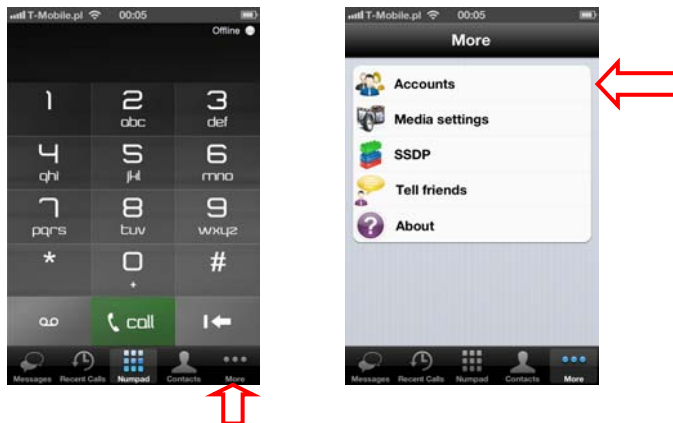 T-Mobile.pl 00:05
Offline
1 2 3
abc def
4 5 6
ghi jkl mno
7 8 9
pqrs tuv wxyz
* 0 #
+
call
Messages Recent Calls Numpad Contacts More
T-Mobile.pl 00:05
More
Accounts
Media settings
SSDP
Tell friends
About
Messages Recent Calls Numpad Contacts More